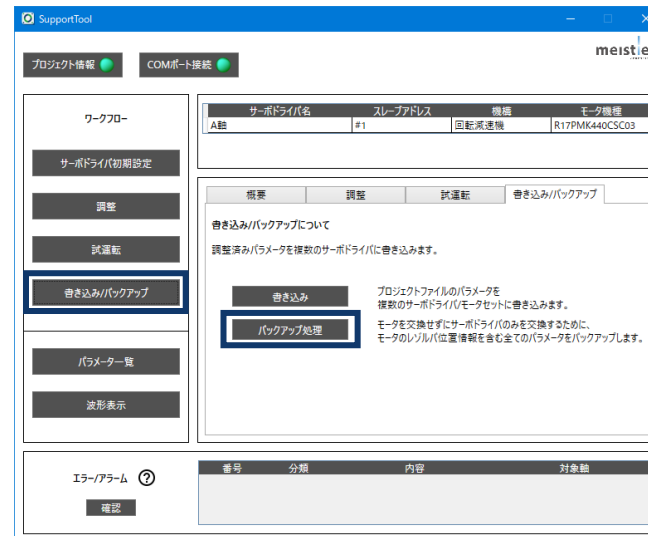 SupportTool
meistie
プロジェクト情報
COMポート接続
ワークフロー
サーボドライバ初期設定
調整
試運転
書き込み/バックアップ
パラメーター覧
波形表示
サーボドライバ名 スレーブアドレス 機構 モータ機種
A軸 #1 回転減速機 R17PMK440CSC03
概要 調整 試運転 書き込み/バックアップ
書き込み/バックアップについて
調整済みパラメータを複数のサーボドライバに書き込みます。
書き込み
プロジェクトファイルのパラメータを
複数のサーボドライバ/モータセットに書き込みます。
バックアップ処理
モータを交換せずにサーボドライバのみを交換するために、
モータのレゾルバ位置情報を含む全てのパラメータをバックアップします。
エラー/アラーム ?
確認
番号 分類 内容 対象軸